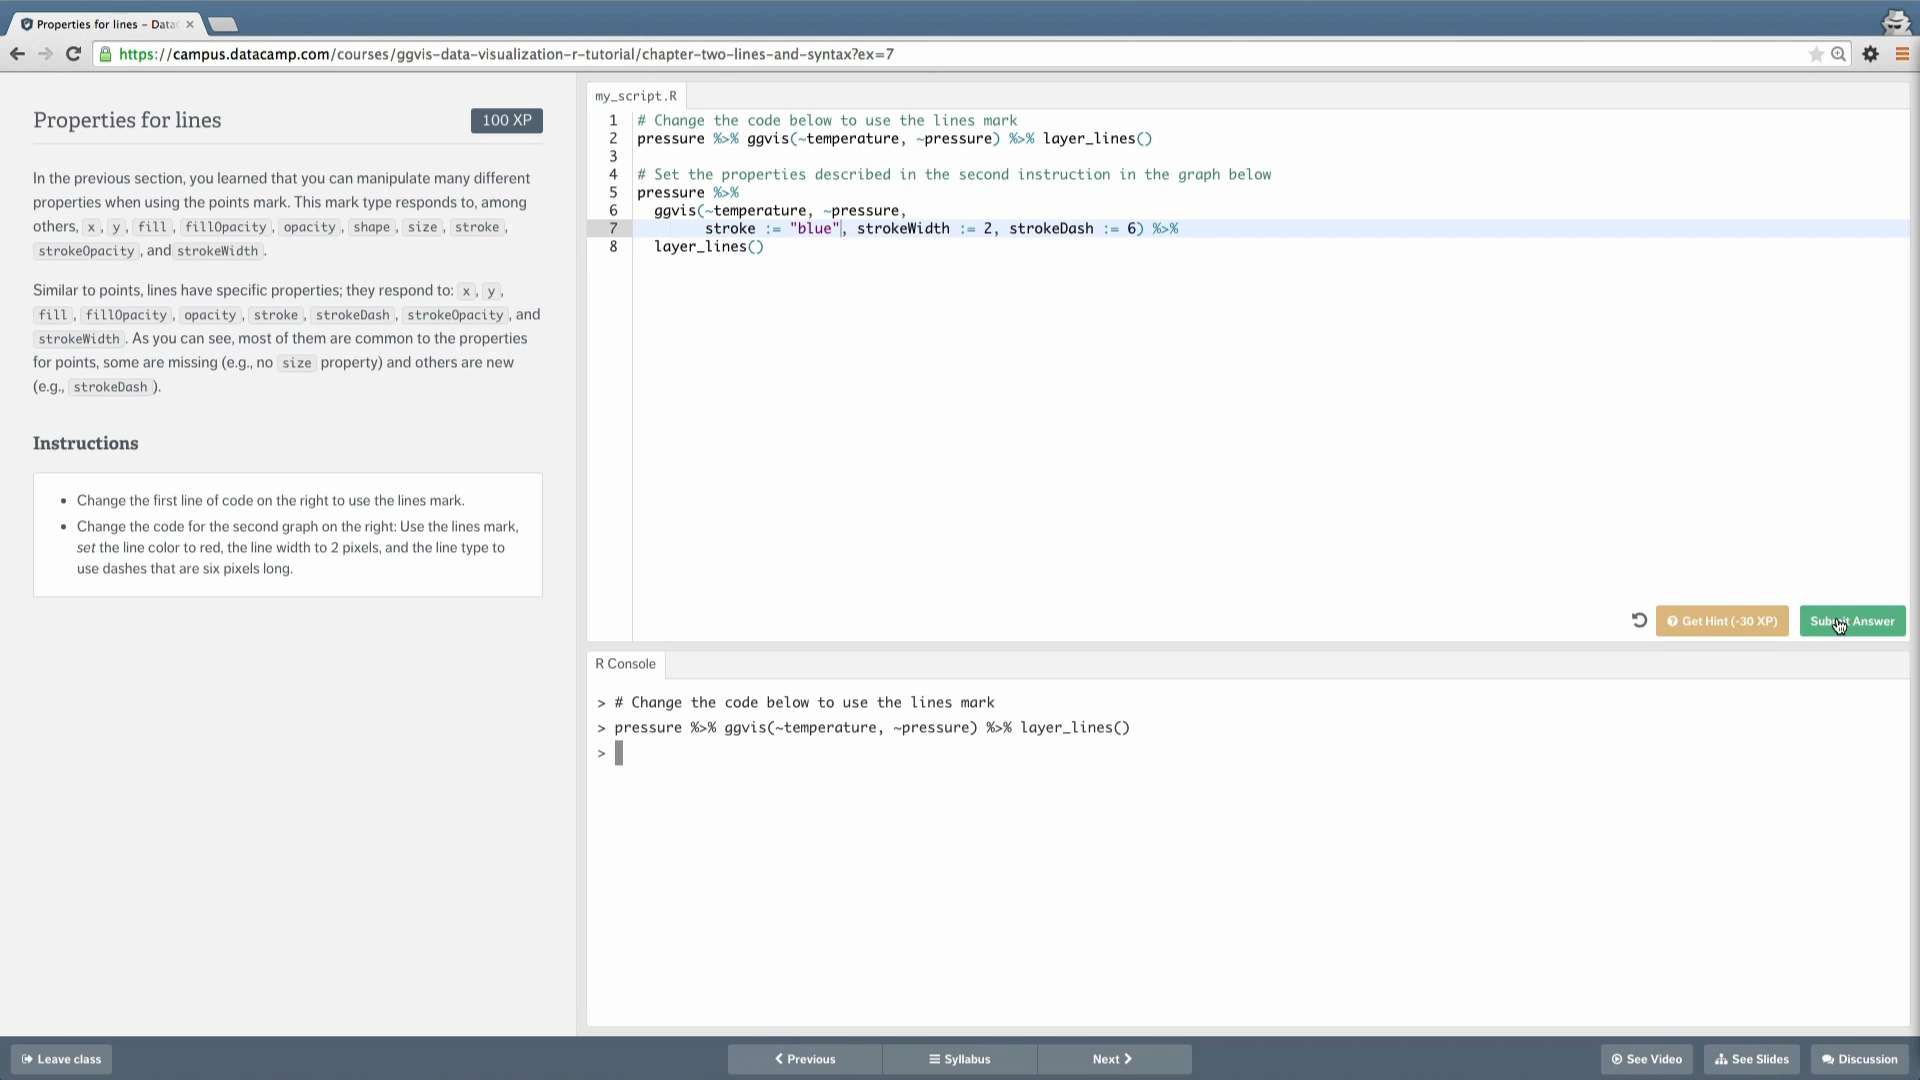 Properties for lines – Data
https://campus.datacamp.com/courses/ggvis-data-visualization-r-tutorial/chapter-two-lines-and-syntax?ex=7
Properties for lines
100 XP
In the previous section, you learned that you can manipulate many different
properties when using the points mark. This mark type responds to, among
others, x, y, fill, fillOpacity, opacity, shape, size, stroke,
strokeOpacity, and strokeWidth.
Similar to points, lines have specific properties; they respond to: x, y,
fill, fillOpacity, opacity, stroke, strokeDash, strokeOpacity, and
strokeWidth. As you can see, most of them are common to the properties
for points, some are missing (e.g., no size property) and others are new
(e.g., strokeDash).
Instructions
• Change the first line of code on the right to use the lines mark.
• Change the code for the second graph on the right: Use the lines mark,
set the line color to red, the line width to 2 pixels, and the line type to
use dashes that are six pixels long.
my_script.R
1 # Change the code below to use the lines mark
2 pressure %>% ggvis(~temperature, ~pressure) %>% layer_lines()
3
4 # Set the properties described in the second instruction in the graph below
5 pressure %>%
6 ggvis(~temperature, ~pressure,
7 stroke := "blue", strokeWidth := 2, strokeDash := 6) %>%
8 layer_lines()
Get Hint (-30 XP)
Submit Answer
R Console
> # Change the code below to use the lines mark
> pressure %>% ggvis(~temperature, ~pressure) %>% layer_lines()
>
Leave class
Previous
Syllabus
Next
See Video
See Slides
Discussion